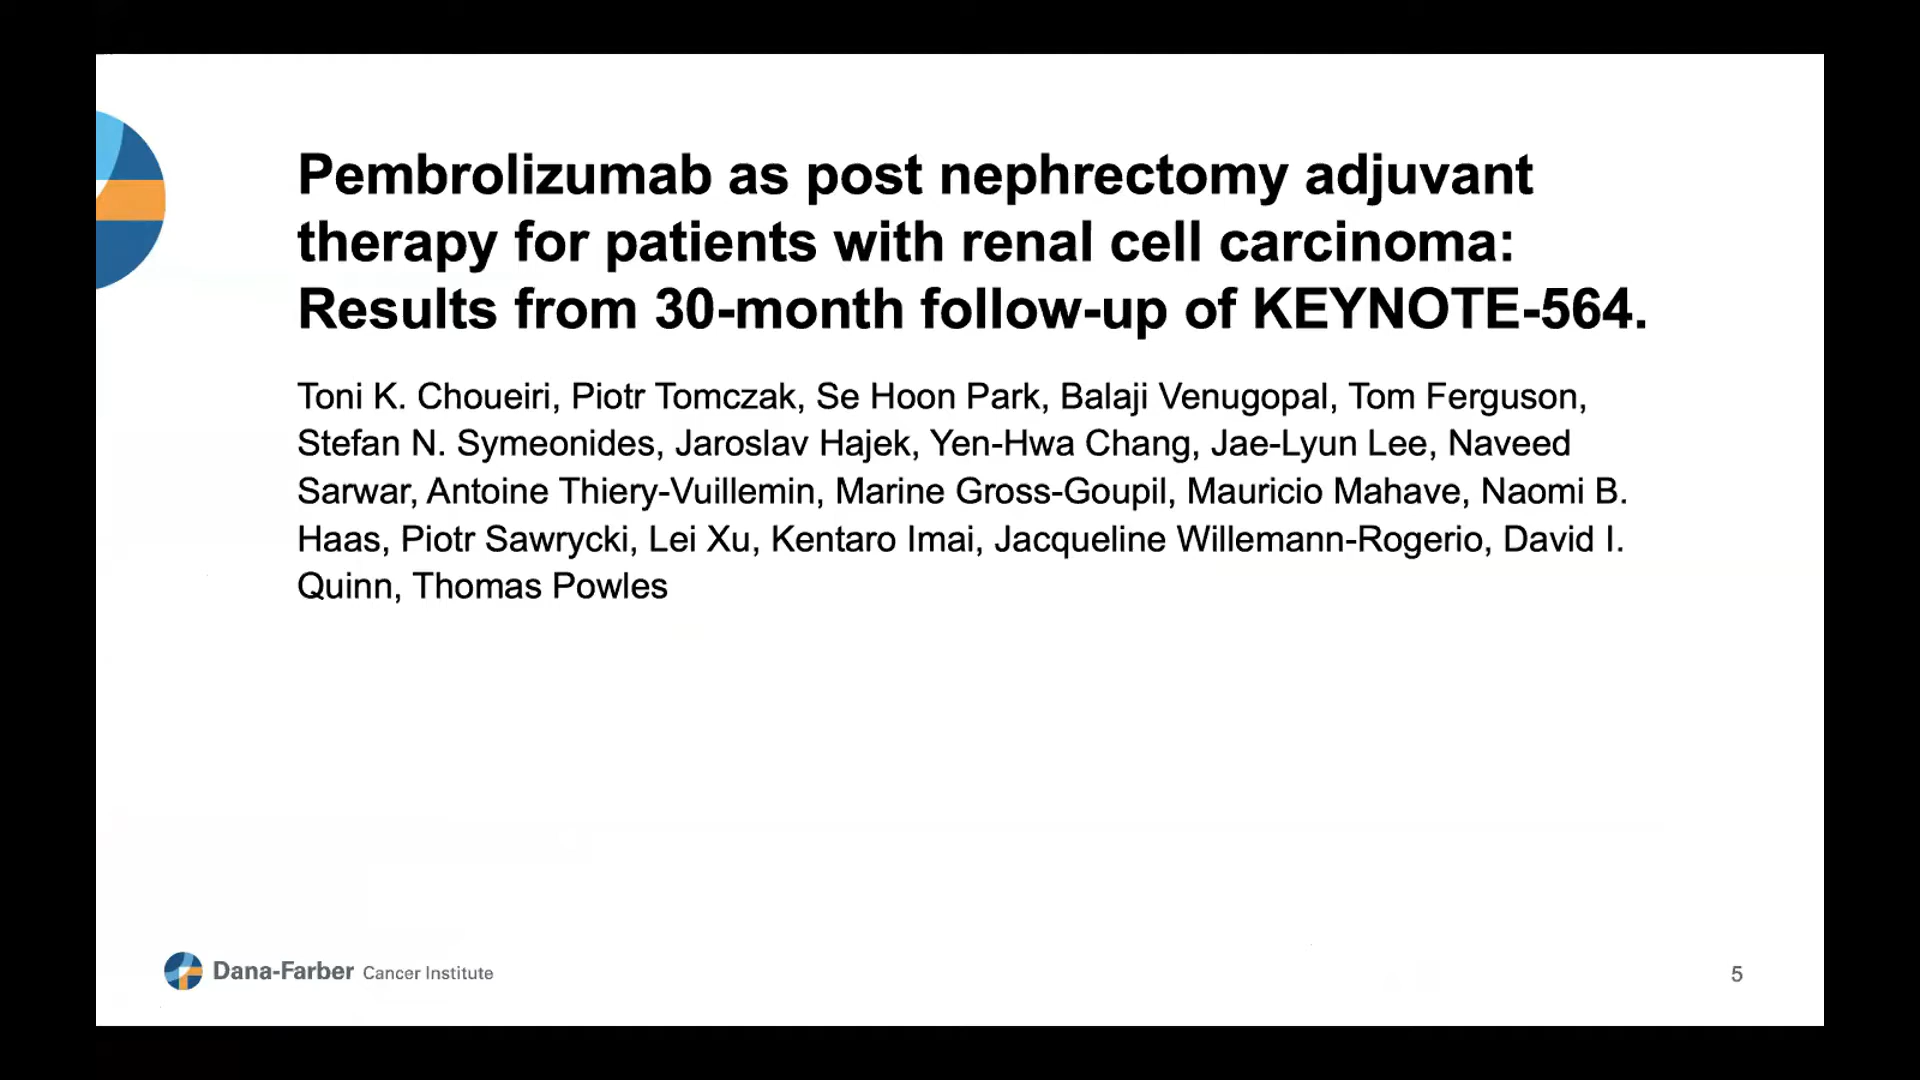 Pembrolizumab as post nephrectomy adjuvant
therapy for patients with renal cell carcinoma:
Results from 30-month follow-up of KEYNOTE-564.
Toni K. Choueiri, Piotr Tomczak, Se Hoon Park, Balaji Venugopal, Tom Ferguson,
Stefan N. Symeonides, Jaroslav Hajek, Yen-Hwa Chang, Jae-Lyun Lee, Naveed
Sarwar, Antoine Thiery-Vuillemin, Marine Gross-Goupil, Mauricio Mahave, Naomi B.
Haas, Piotr Sawrycki, Lei Xu, Kentaro Imai, Jacqueline Willemann-Rogerio, David I.
Quinn, Thomas Powles
Dana-Farber Cancer Institute
5